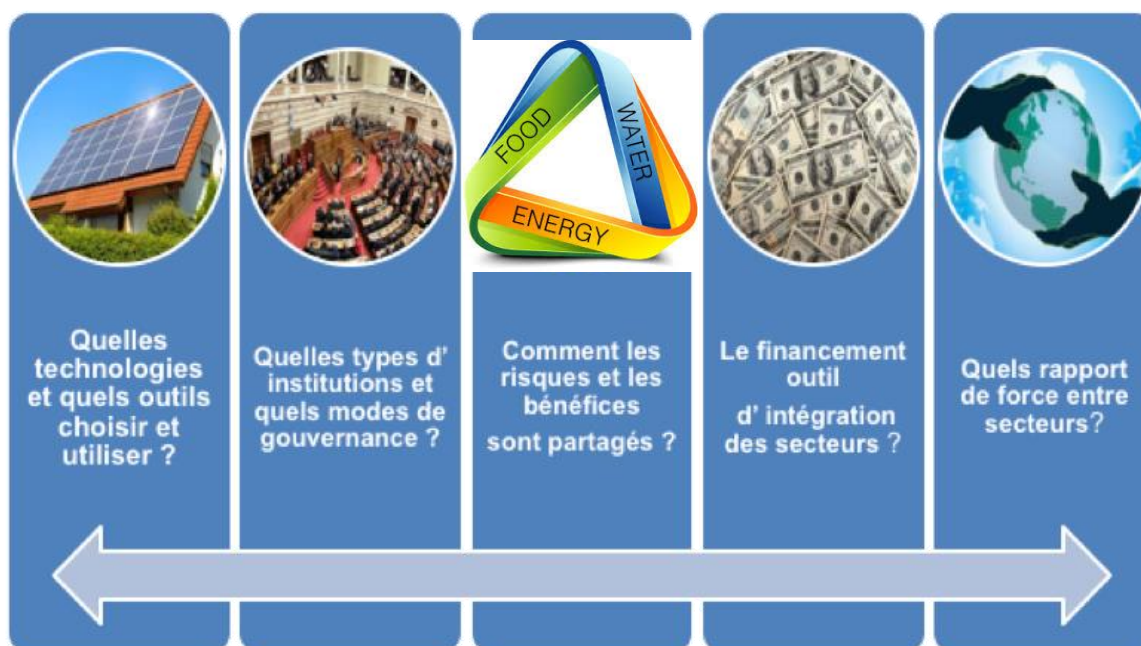 FOOD
WATER
ENERGY
Quelles
technologies
et quels outils
choisir et
utiliser ?
Quelles types d'
institutions et
quels modes de
gouvernance ?
Comment les
risques et les
bénéfices
sont partagés ?
Le financement
outil
d' intégration
des secteurs ?
Quels rapport
de force entre
secteurs?